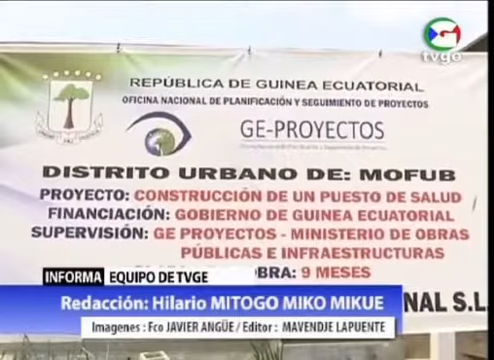 tvgo
REPÚBLICA DE GUINEA ECUATORIAL
OFICINA NACIONAL DE PLANIFICACIÓN Y SEGUIMIENTO DE PROYECTOS
GE-PROYECTOS
DISTRITO URBANO DE: MOFUB
PROYECTO: CONSTRUCCIÓN DE UN PUESTO DE SALUD
FINANCIACIÓN: GOBIERNO DE GUINEA ECUATORIAL
SUPERVISIÓN: GE PROYECTOS - MINISTERIO DE OBRAS
PÚBLICAS E INFRAESTRUCTURAS
OBRA: 9 MESES
NAL S.L.
INFORMA EQUIPO DE TVGE
Redacción: Hilario MITOGO MIKO MIKUE
Imagenes : Fco JAVIER ANGÜE / Editor : MAVENDJE LAPUENTE